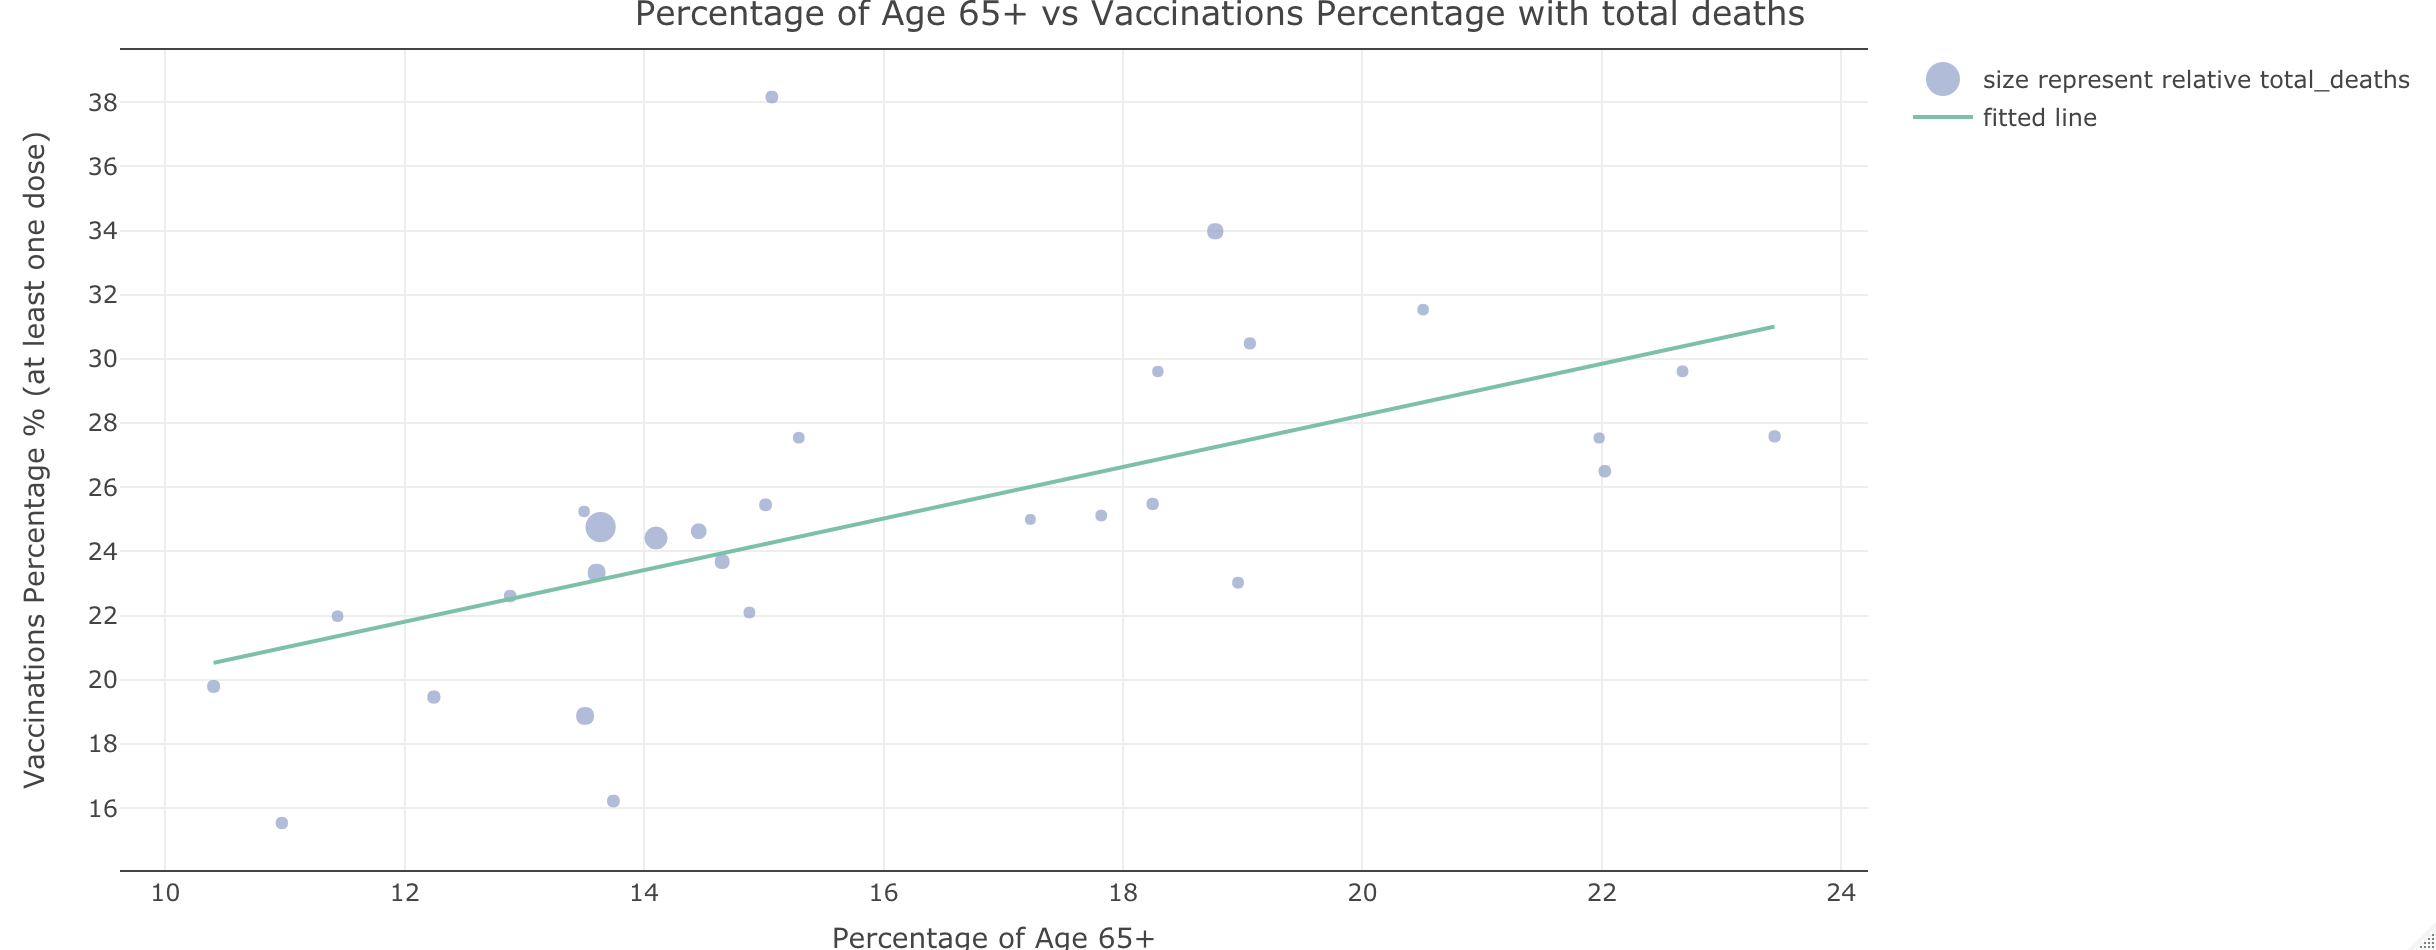 Percentage of Age 65+ vs Vaccinations Percentage with total deaths
size represent relative total_deaths
fitted line
Vaccinations Percentage % (at least one dose)
38
36
34
32
30
28
26
24
22
20
18
16
10 12 14 16 18 20 22 24
Percentage of Age 65+